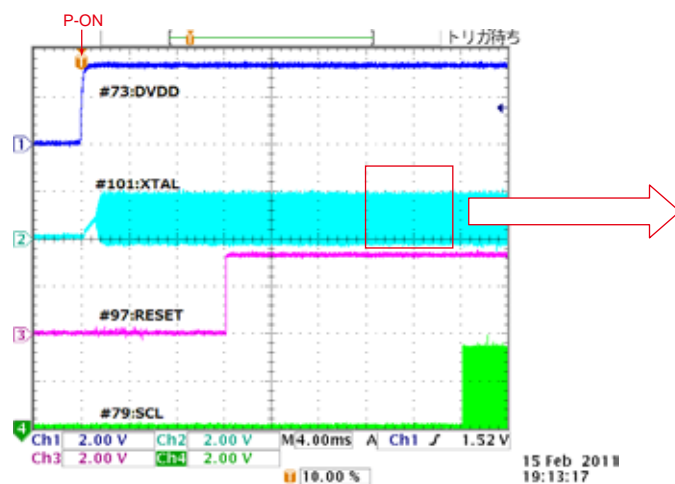 P-ON
T
トリガ待ち
#73:DVDD
1
#101:XTAL
2
#97:RESET
3
#79:SCL
4
Ch1 2.00 V Ch2 2.00 V M 4.00ms A Ch1 1.52 V
Ch3 2.00 V Ch4 2.00 V
15 Feb 2011
T 10.00 % 19:13:17